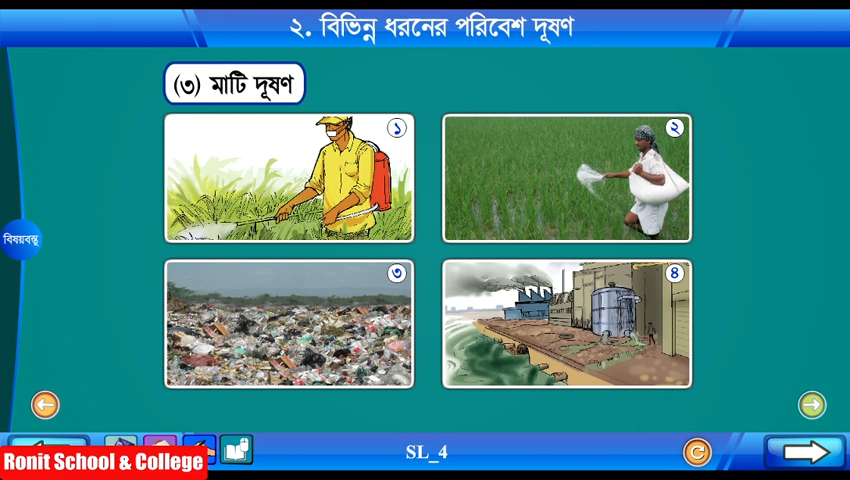 ২. বিভিন্ন ধরনের পরিবেশ দূষণ
(৩) মাটি দূষণ
১
২
৩
৪
বিষয়বস্তু
SL_4
Ronit School & College